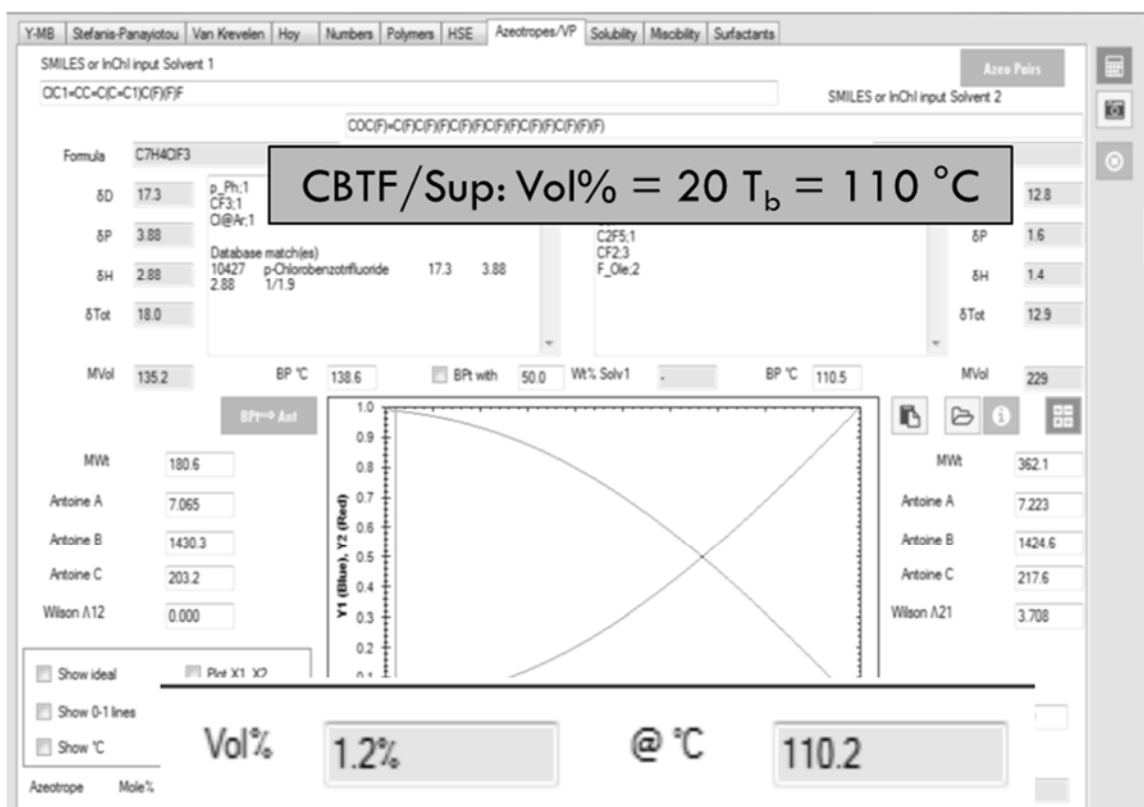 Y-MB Stefanis-Panayiotou Van Krevelen Hoy Numbers Polymers HSE Azeotropes/VP Solubility Miscibility Surfactants
SMILES or InChI input Solvent 1
Azeo Pairs
ClC1=CC=C(C=C1)C(F)(F)F
SMILES or InChI input Solvent 2
COC(F)=C(F)C(F)(F)C(F)(F)C(F)(F)C(F)(F)C(F)(F)F)
Formula C7H4ClF3
CBTF/Sup: Vol% = 20 Tb = 110 °C
δD 17.3
p_Ph;1
CF3;1
Cl@Ar;1
12.8
δP 3.88
C2F5;1
CF2;3
F_Ole;2
δP 1.6
Database match(es)
10427 p-Chlorobenzotrifluoride 17.3 3.88
2.88 1/1.9
δH 2.88
δH 1.4
δTot 18.0
δTot 12.9
MVol 135.2 BP °C 138.6 BPt with 50.0 Wt% Solv1 - BP °C 110.5 MVol 229
BPt=> Ant
MWt 180.6
Antoine A 7.065
Antoine B 1430.3
Antoine C 203.2
Wilson Λ12 0.000
Y1 (Blue), Y2 (Red)
1.0
0.9
0.8
0.7
0.6
0.5
0.4
0.3
0.2
0.1
MWt 362.1
Antoine A 7.223
Antoine B 1424.6
Antoine C 217.6
Wilson Λ21 3.708
Show ideal Plot X1, X2
Show 0-1 lines
Show °C
Vol% 1.2% @ °C 110.2
Azeotrope Mole%